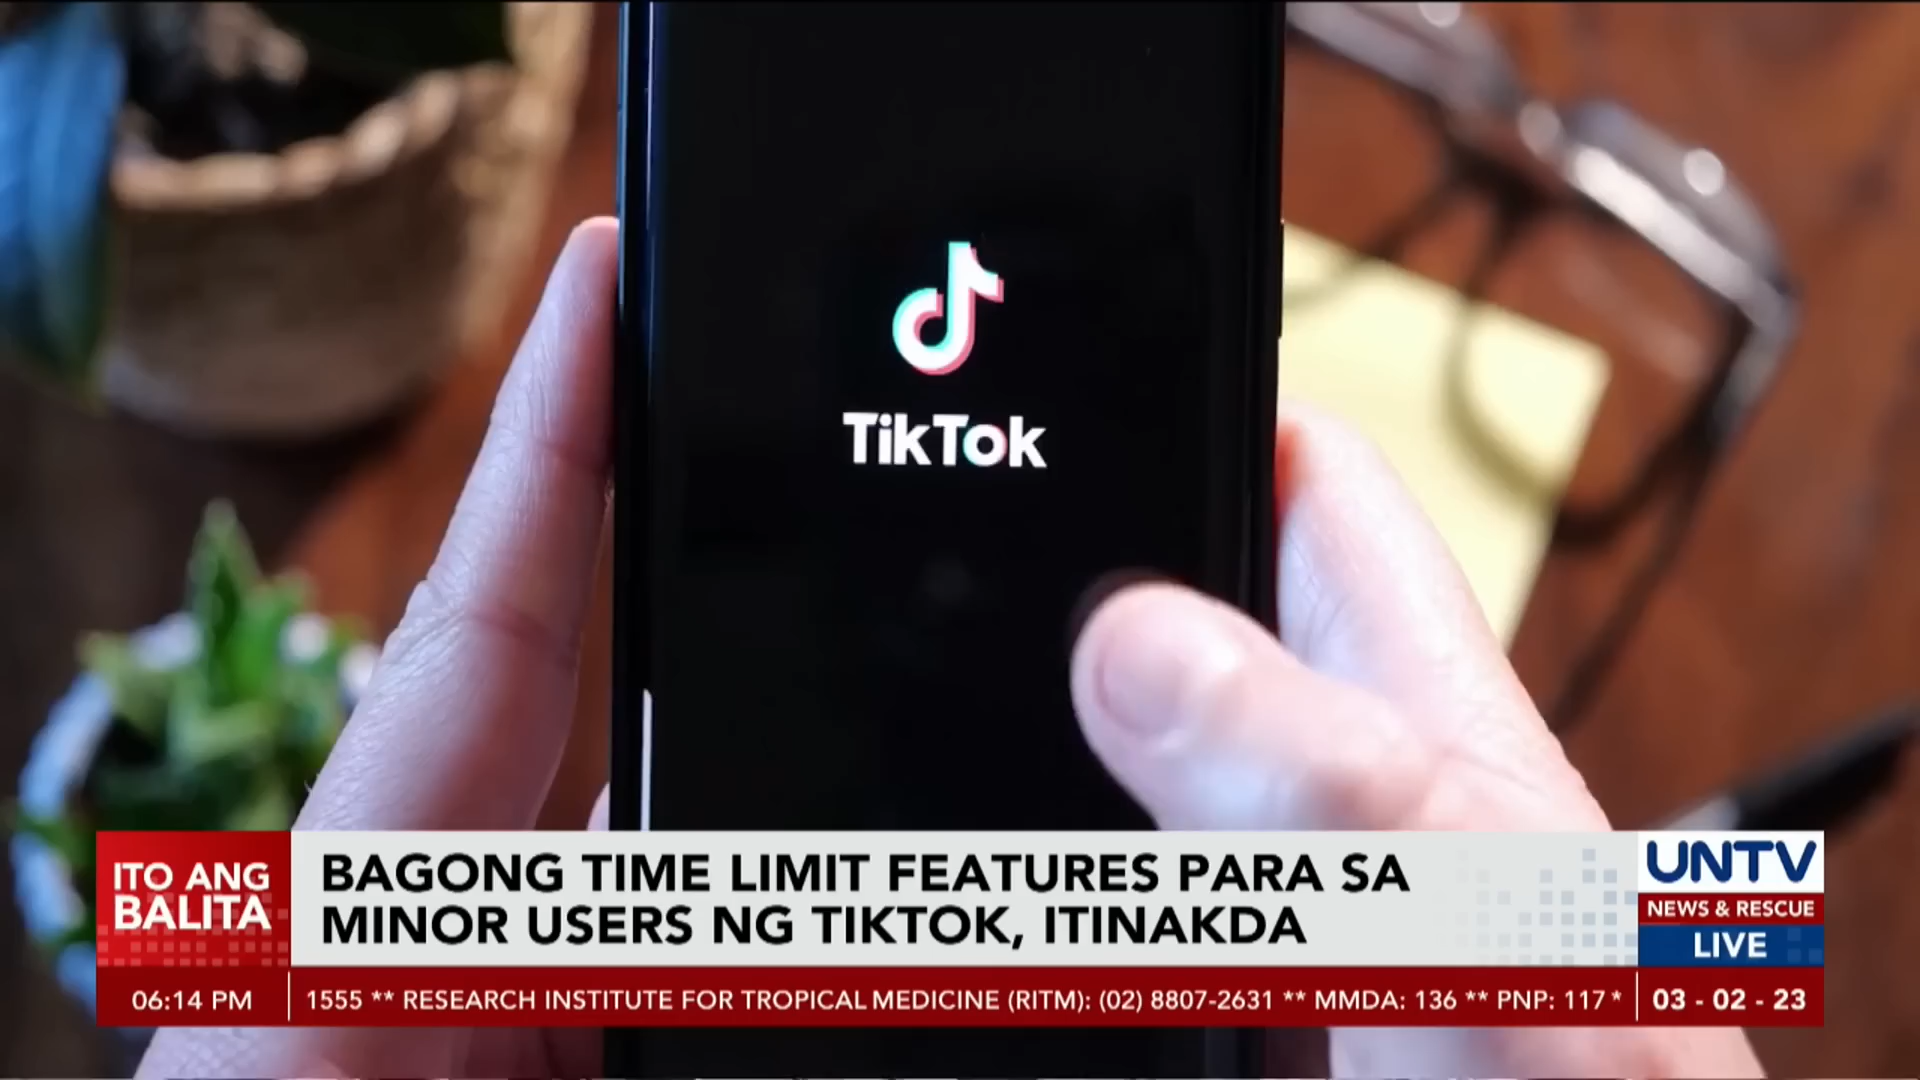 TikTok
ITO ANG
BALITA
BAGONG TIME LIMIT FEATURES PARA SA
MINOR USERS NG TIKTOK, ITINAKDA
UNTV
NEWS & RESCUE
LIVE
06:14 PM
1555 ** RESEARCH INSTITUTE FOR TROPICAL MEDICINE (RITM): (02) 8807-2631 ** MMDA: 136 ** PNP: 117 *
03 - 02 - 23